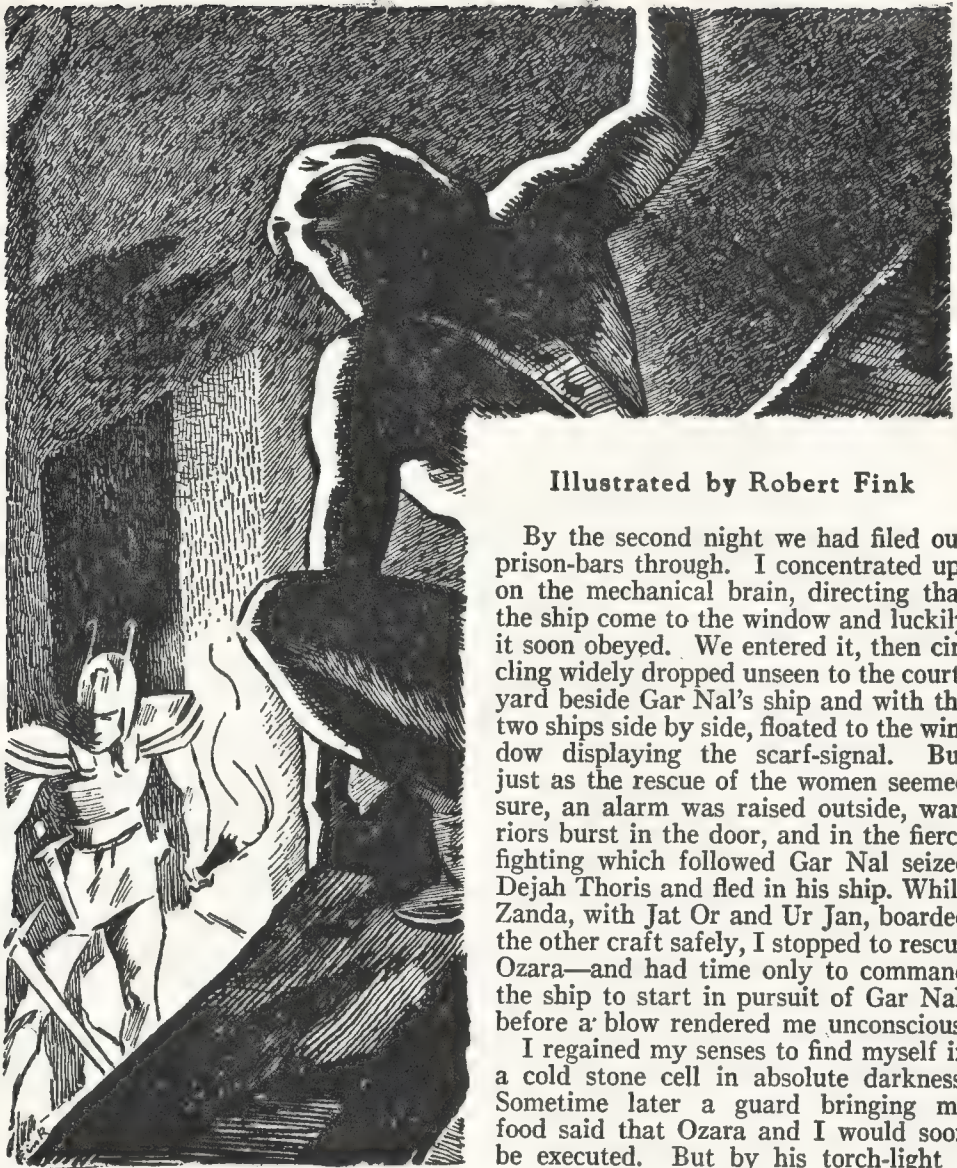 Illustrated by Robert Fink
By the second night we had filed ou
prison-bars through. I concentrated up
on the mechanical brain, directing tha
the ship come to the window and luckil
it soon obeyed. We entered it, then cir
cling widely dropped unseen to the court
yard beside Gar Nal's ship and with th
two ships side by side, floated to the win
dow displaying the scarf-signal. Bu
just as the rescue of the women seeme
sure, an alarm was raised outside, war
riors burst in the door, and in the fierc
fighting which followed Gar Nal seize
Dejah Thoris and fled in his ship. Whil
Zanda, with Jat Or and Ur Jan, boarde
the other craft safely, I stopped to rescu
Ozara—and had time only to comman
the ship to start in pursuit of Gar Na
before a blow rendered me unconscious
I regained my senses to find myself i
a cold stone cell in absolute darkness
Sometime later a guard bringing m
food said that Ozara and I would soo
be executed. But by his torch-light